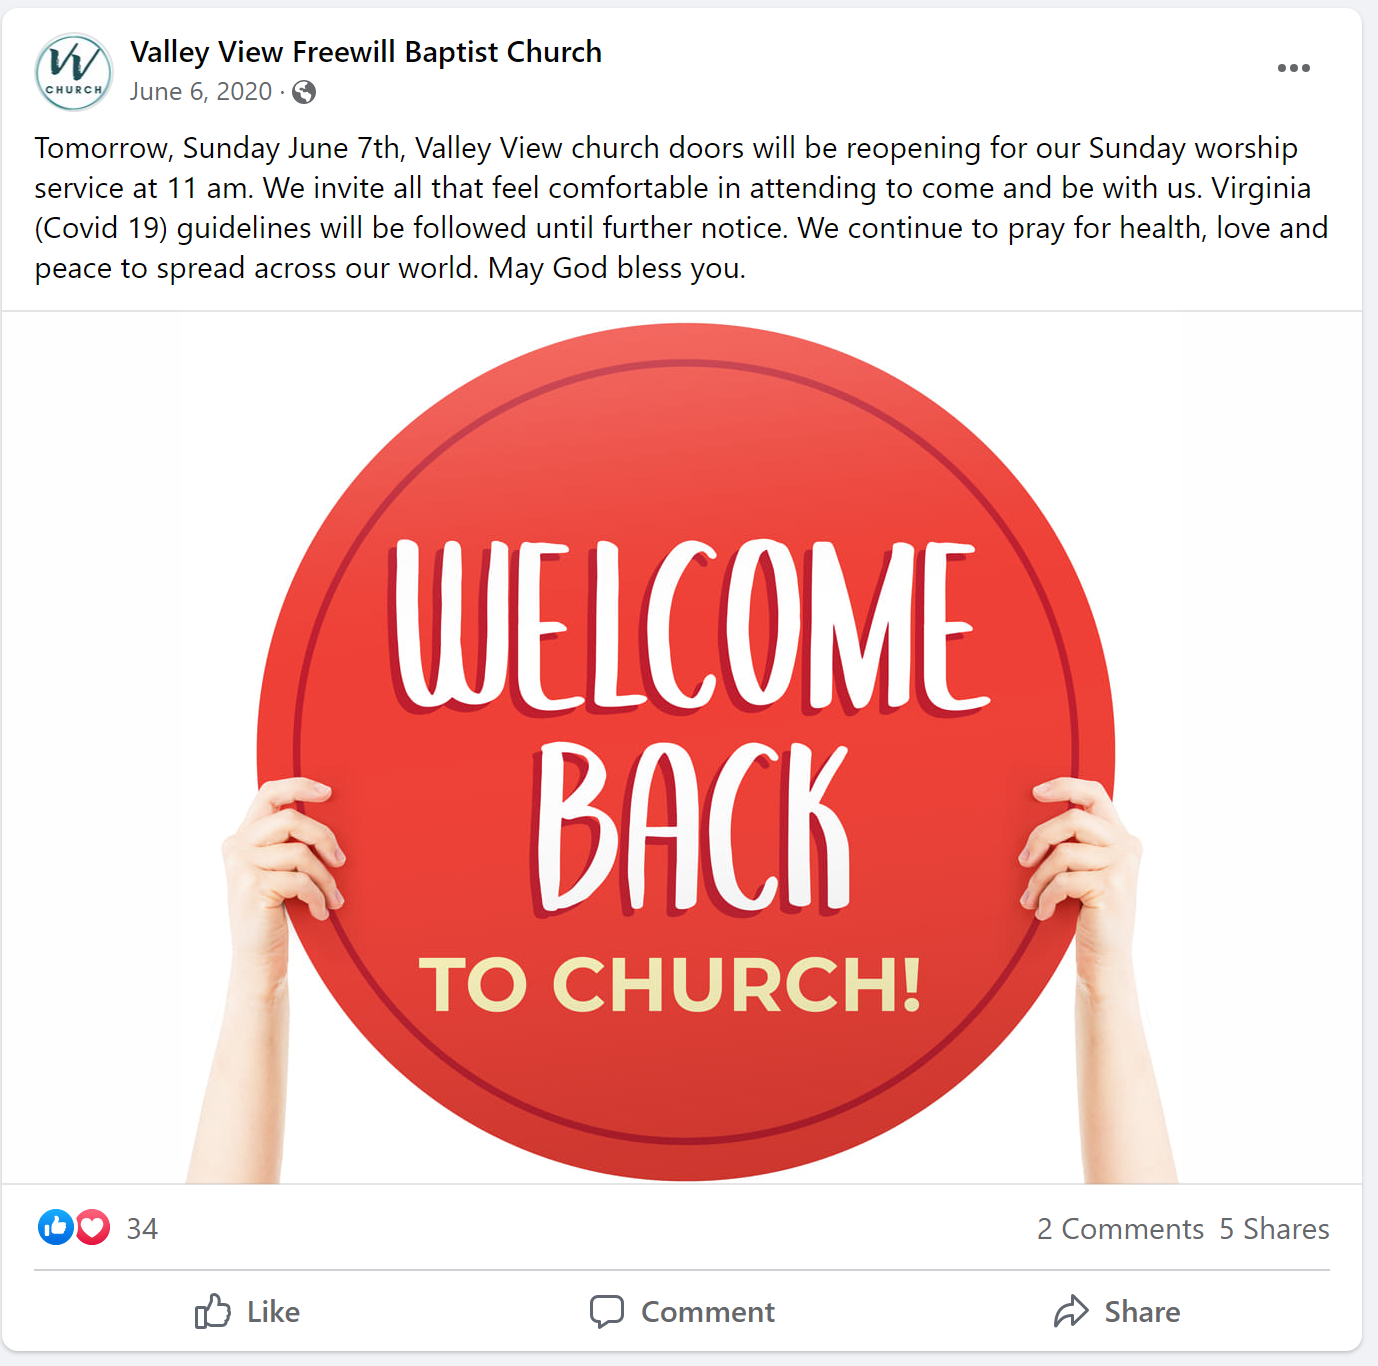 Valley View Freewill Baptist Church
June 6, 2020 ·
W
CHURCH
Tomorrow, Sunday June 7th, Valley View church doors will be reopening for our Sunday worship
service at 11 am. We invite all that feel comfortable in attending to come and be with us. Virginia
(Covid 19) guidelines will be followed until further notice. We continue to pray for health, love and
peace to spread across our world. May God bless you.
WELCOME
BACK
TO CHURCH!
34
2 Comments 5 Shares
Like Comment Share